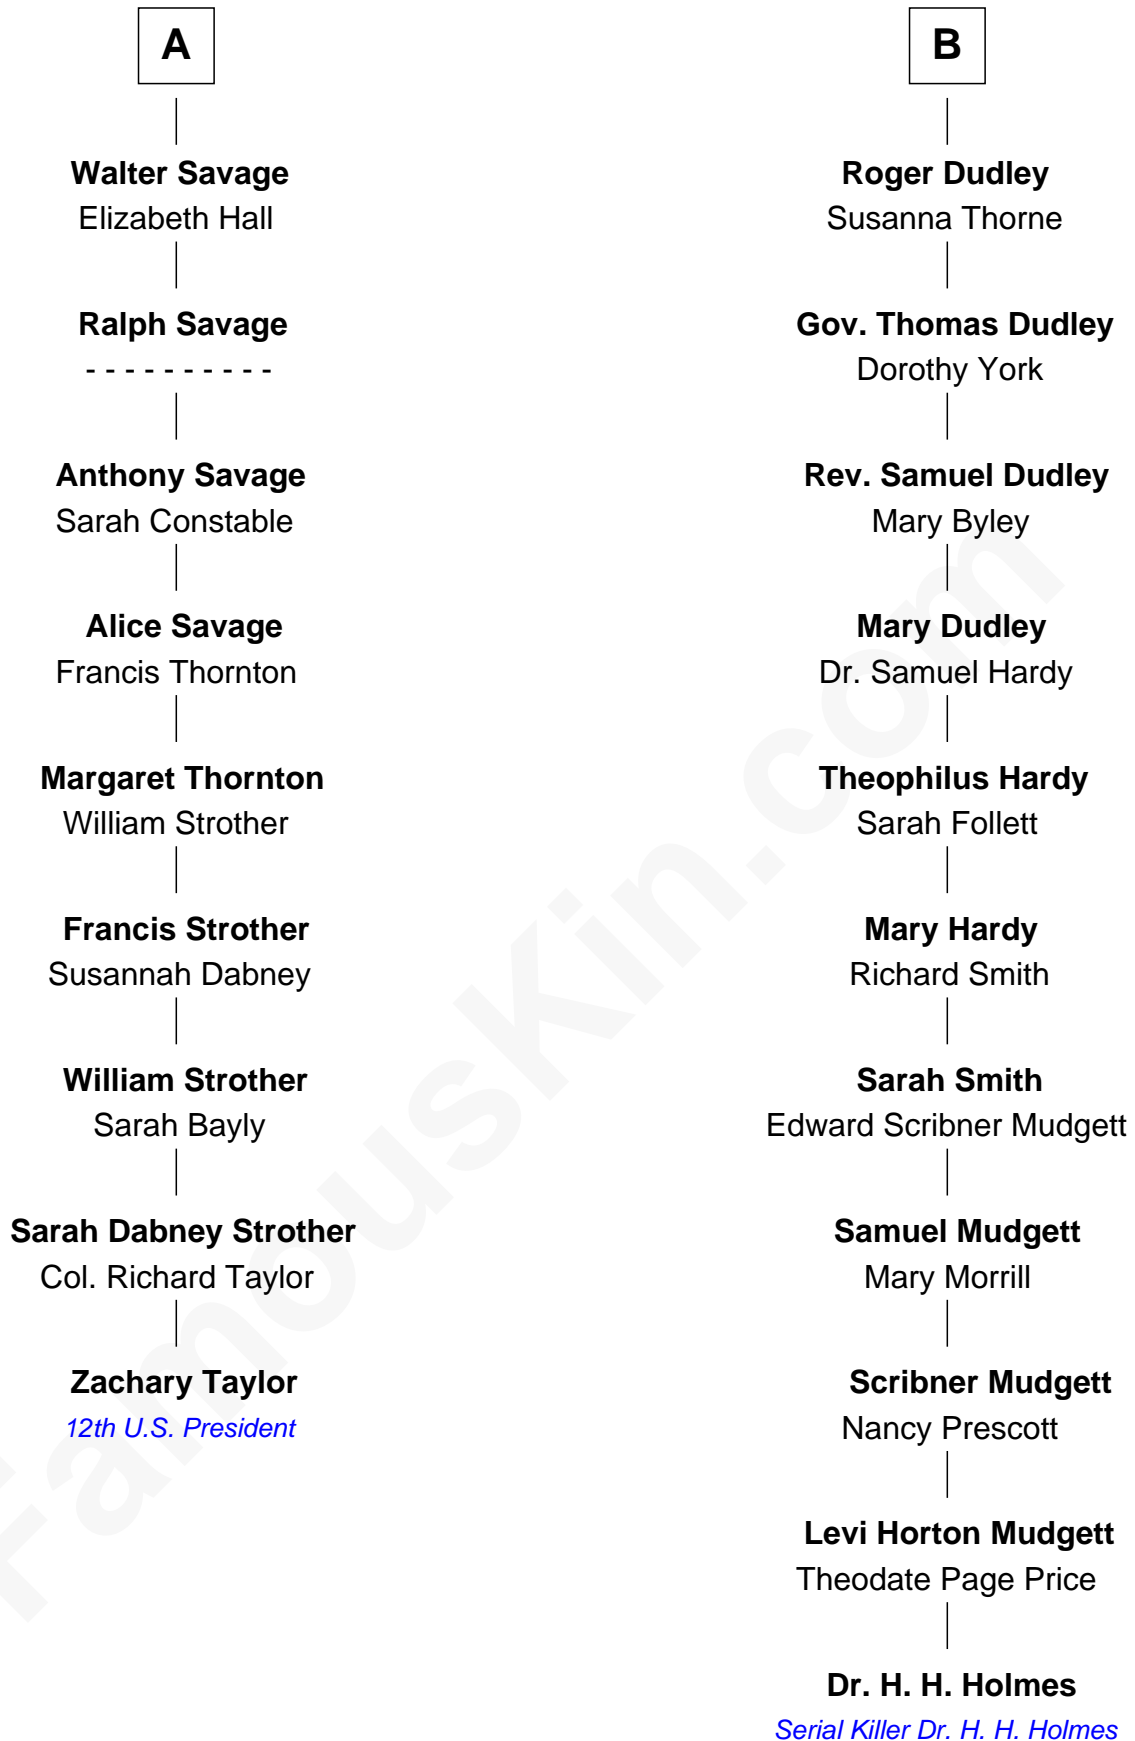 A
Walter Savage
Elizabeth Hall
Ralph Savage
- - - - - - - - - -
Anthony Savage
Sarah Constable
Alice Savage
Francis Thornton
Margaret Thornton
William Strother
Francis Strother
Susannah Dabney
William Strother
Sarah Bayly
Sarah Dabney Strother
Col. Richard Taylor
Zachary Taylor
12th U.S. President
B
Roger Dudley
Susanna Thorne
Gov. Thomas Dudley
Dorothy York
Rev. Samuel Dudley
Mary Byley
Mary Dudley
Dr. Samuel Hardy
Theophilus Hardy
Sarah Follett
Mary Hardy
Richard Smith
Sarah Smith
Edward Scribner Mudgett
Samuel Mudgett
Mary Morrill
Scribner Mudgett
Nancy Prescott
Levi Horton Mudgett
Theodate Page Price
Dr. H. H. Holmes
Serial Killer Dr. H. H. Holmes
FamousKin.com